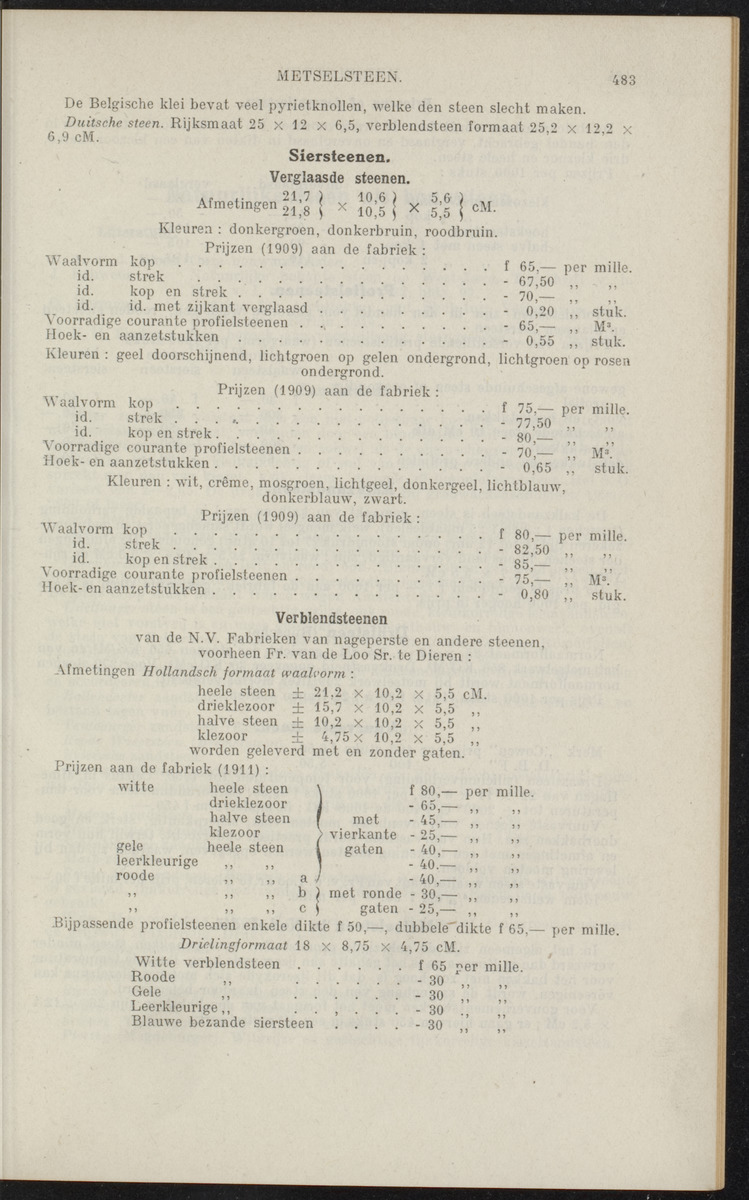 METSELSTEEN. 483
De Belgische klei bevat veel pyrietknollen, welke den steen slecht maken.
Duitsche steen. Rijksmaat 25 × 12 × 6,5, verblendsteen formaat 25,2 × 12,2 ×
6,9 cM.
Siersteenen.
Verglaasde steenen.
Afmetingen 21,7 } × 10,6 } × 5,6 } cM.
21,8 } 10,5 } 5,5 }
Kleuren : donkergroen, donkerbruin, roodbruin.
Prijzen (1909) aan de fabriek :
Waalvorm kop . . . . . . . . . . . . . . . f 65,— per mille.
id. strek . . . . . . . . . . . . . . . - 67,50 ,, ,,
id. kop en strek . . . . . . . . . . . . . - 70,— ,, ,,
id. id. met zijkant verglaasd . . . . . . . . . - 0,20 ,, stuk.
Voorradige courante profielsteenen . . . . . . . . . . - 65,— ,, M².
Hoek- en aanzetstukken . . . . . . . . . . . . . - 0,55 ,, stuk.
Kleuren : geel doorschijnend, lichtgroen op gelen ondergrond, lichtgroen op rosen
ondergrond.
Prijzen (1909) aan de fabriek :
Waalvorm kop . . . . . . . . . . . . . . . f 75,— per mille.
id. strek . . . . . . . . . . . . . . . - 77,50 ,, ,,
id. kop en strek . . . . . . . . . . . . . - 80,— ,, ,,
Voorradige courante profielsteenen . . . . . . . . . . - 70,— ,, M².
Hoek- en aanzetstukken . . . . . . . . . . . . . - 0,65 ,, stuk.
Kleuren : wit, crême, mosgroen, lichtgeel, donkergeel, lichtblauw,
donkerblauw, zwart.
Prijzen (1909) aan de fabriek :
Waalvorm kop . . . . . . . . . . . . . . . f 80,— per mille.
id. strek . . . . . . . . . . . . . . . - 82,50 ,, ,,
id. kop en strek . . . . . . . . . . . . . - 85,— ,, ,,
Voorradige courante profielsteenen . . . . . . . . . . - 75,— ,, M².
Hoek- en aanzetstukken . . . . . . . . . . . . . - 0,80 ,, stuk.
Verblendsteenen
van de N.V. Fabrieken van nageperste en andere steenen,
voorheen Fr. van de Loo Sr. te Dieren :
Afmetingen Hollandsch formaat waalvorm :
heele steen ± 21,2 × 10,2 × 5,5 cM.
drieklezoor ± 15,7 × 10,2 × 5,5 ,,
halve steen ± 10,2 × 10,2 × 5,5 ,,
klezoor ± 4,75 × 10,2 × 5,5 ,,
worden geleverd met en zonder gaten.
Prijzen aan de fabriek (1911) :
witte heele steen f 80,— per mille.
drieklezoor - 65,— ,, ,,
halve steen met - 45,— ,, ,,
klezoor vierkante - 25,— ,, ,,
gele heele steen gaten - 40,— ,, ,,
leerkleurige ,, ,, - 40.— ,, ,,
roode ,, ,, a - 40,— ,, ,,
,, ,, ,, b } met ronde - 30,— ,, ,,
,, ,, ,, c } gaten - 25,— ,, ,,
Bijpassende profielsteenen enkele dikte f 50,—, dubbele dikte f 65,— per mille.
Drielingformaat 18 × 8,75 × 4,75 cM.
Witte verblendsteen . . . . . . f 65 per mille.
Roode ,, . . . . . . - 30 ,, ,,
Gele ,, . . . . . . - 30 ,, ,,
Leerkleurige ,, . . . . . . - 30 ,, ,,
Blauwe bezande siersteen . . . . - 30 ,, ,,